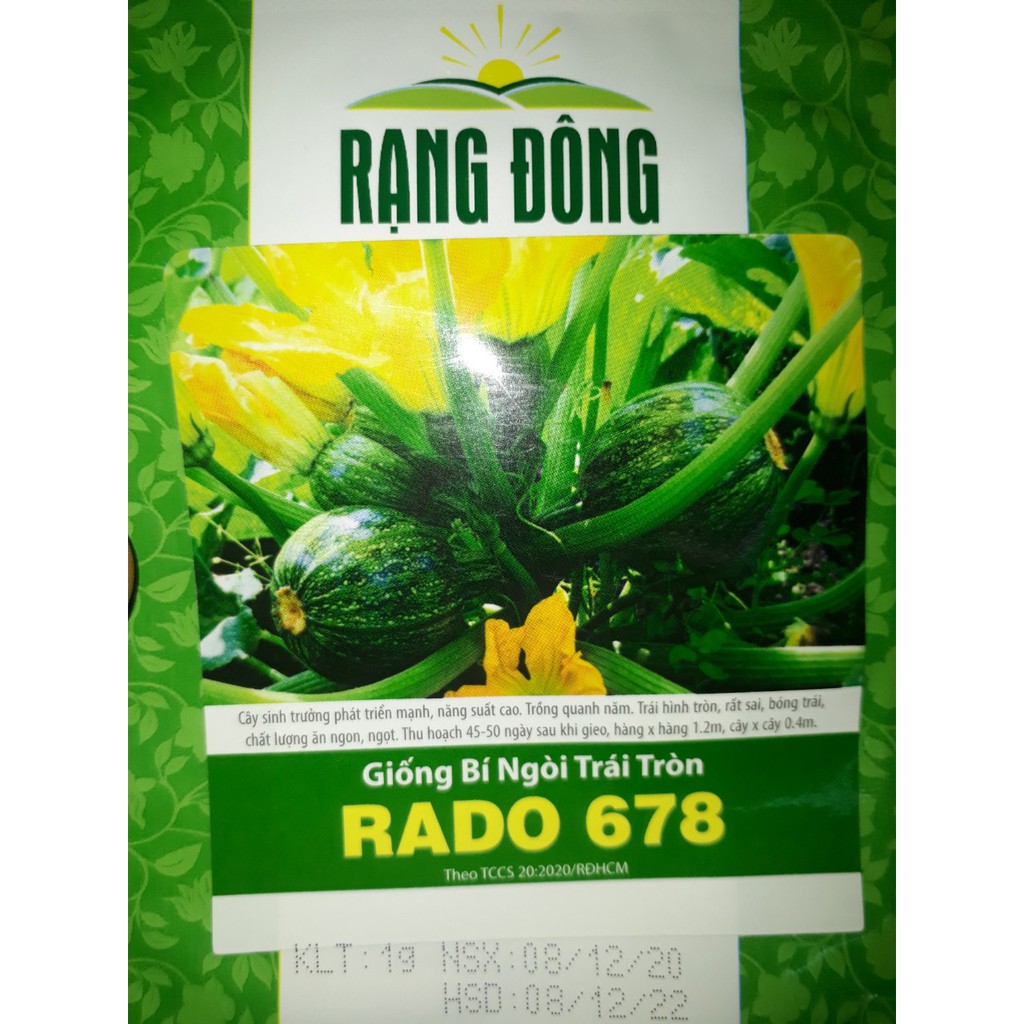 RẠNG ĐÔNG
Cây sinh trưởng phát triển mạnh, năng suất cao. Trồng quanh năm. Trái hình tròn, rất sai, bóng trái,
chất lượng ăn ngon, ngọt. Thu hoạch 45-50 ngày sau khi gieo, hàng x hàng 1.2m, cây x cây 0.4m.
Giống Bí Ngòi Trái Tròn
RADO 678
Theo TCCS 20:2020/RĐHCM
KLT:1g NSX:08/12/20
HSD:08/12/22